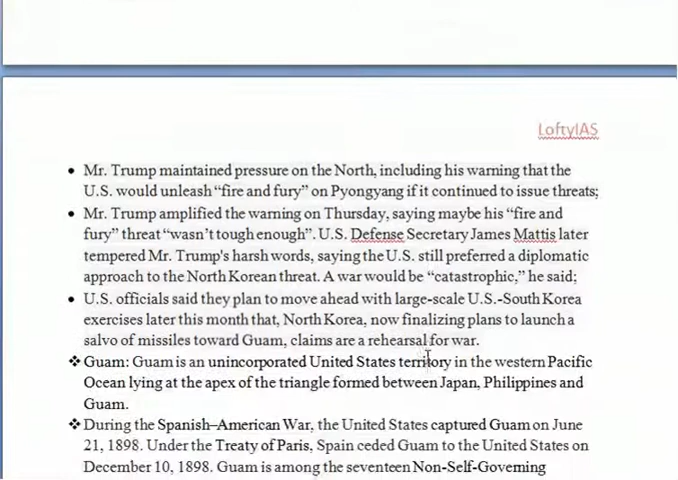 LoftyIAS
• Mr. Trump maintained pressure on the North, including his warning that the
U.S. would unleash “fire and fury” on Pyongyang if it continued to issue threats;
• Mr. Trump amplified the warning on Thursday, saying maybe his “fire and
fury” threat “wasn’t tough enough”. U.S. Defense Secretary James Mattis later
tempered Mr. Trump's harsh words, saying the U.S. still preferred a diplomatic
approach to the North Korean threat. A war would be “catastrophic,” he said;
• U.S. officials said they plan to move ahead with large-scale U.S.-South Korea
exercises later this month that, North Korea, now finalizing plans to launch a
salvo of missiles toward Guam, claims are a rehearsal for war.
❖ Guam: Guam is an unincorporated United States territory in the western Pacific
Ocean lying at the apex of the triangle formed between Japan, Philippines and
Guam.
❖ During the Spanish–American War, the United States captured Guam on June
21, 1898. Under the Treaty of Paris, Spain ceded Guam to the United States on
December 10, 1898. Guam is among the seventeen Non-Self-Governing